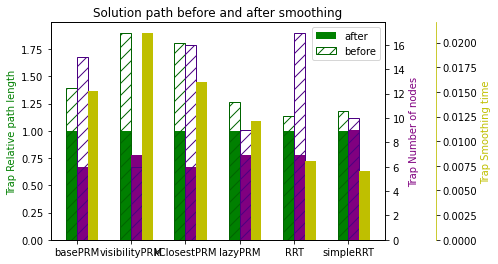 Solution path before and after smoothing
after
before
Trap Relative path length
1.75
1.50
1.25
1.00
0.75
0.50
0.25
0.00
16
14
12
10
8
6
4
2
0
Trap Number of nodes
0.0200
0.0175
0.0150
0.0125
0.0100
0.0075
0.0050
0.0025
0.0000
Trap Smoothing time
basePRM
visibilityPRM
kClosestPRM
lazyPRM
RRT
simpleRRT